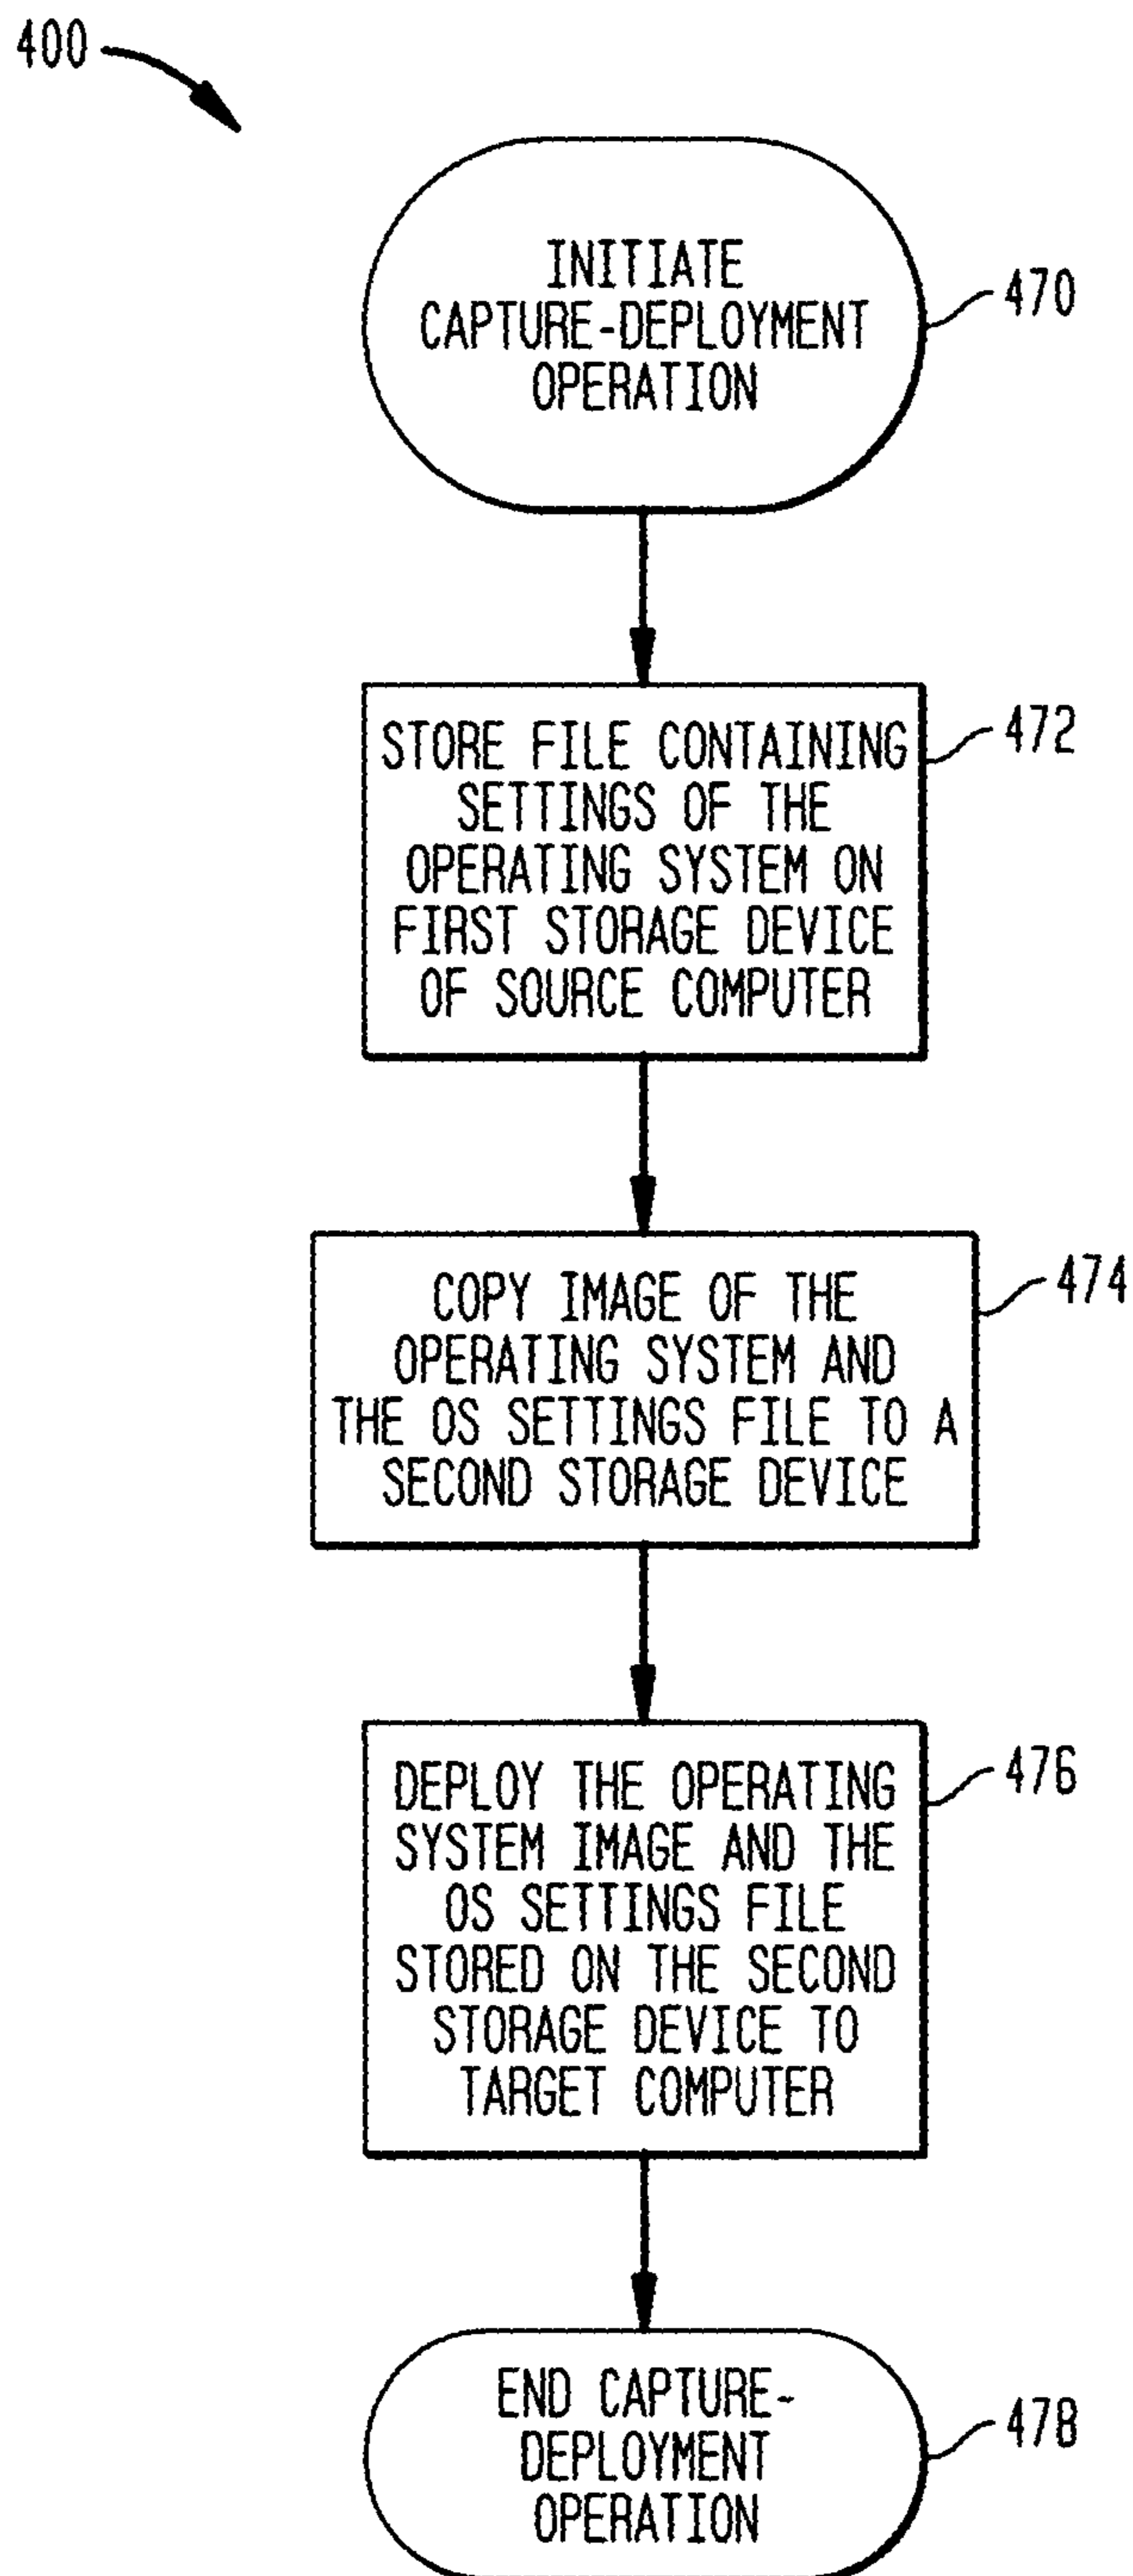 400
INITIATE
CAPTURE-DEPLOYMENT
OPERATION
470
STORE FILE CONTAINING
SETTINGS OF THE
OPERATING SYSTEM ON
FIRST STORAGE DEVICE
OF SOURCE COMPUTER
472
COPY IMAGE OF THE
OPERATING SYSTEM AND
THE OS SETTINGS FILE TO A
SECOND STORAGE DEVICE
474
DEPLOY THE OPERATING
SYSTEM IMAGE AND THE
OS SETTINGS FILE
STORED ON THE SECOND
STORAGE DEVICE TO
TARGET COMPUTER
476
END CAPTURE-
DEPLOYMENT
OPERATION
478